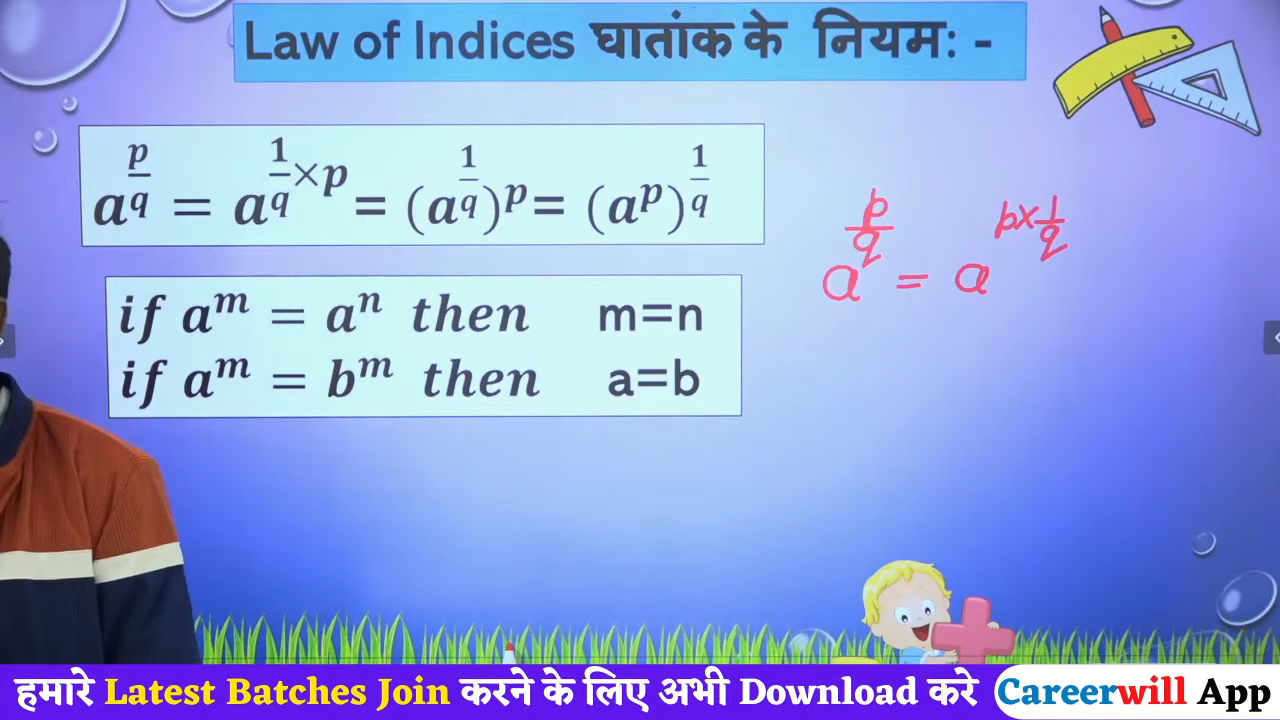 Law of Indices घातांक के नियम: -
a^(p/q) = a^(1/q × p) = (a^(1/q))^p = (a^p)^(1/q)
a^(p/q) = a^(p×1/q)
if a^m = a^n then m=n
if a^m = b^m then a=b
हमारे Latest Batches Join करने के लिए अभी Download करे Careerwill App